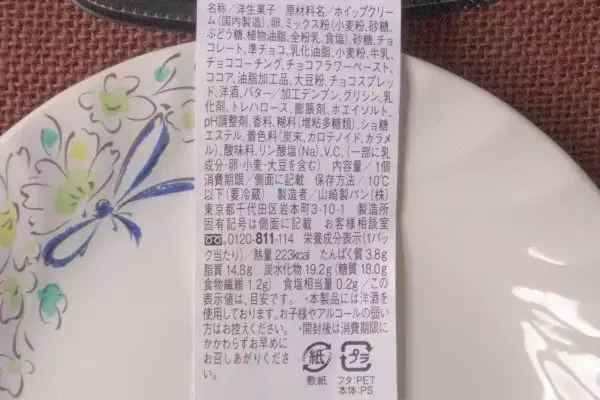 名称／洋生菓子　原材料名／ホイップクリー
ム(国内製造)、卵、ミックス粉(小麦粉、砂糖、
ぶどう糖、植物油脂、全粉乳、食塩)、砂糖、チョ
コレート、準チョコ、乳化油脂、小麦粉、牛乳、
チョココーチング、チョコフラワーペースト、
ココア、油脂加工品、大豆粉、チョコスプレッ
ド、洋酒、バター／加工デンプン、グリシン、乳
化剤、トレハロース、膨脹剤、ホエイソルト、
pH調整剤、香料、糊料(増粘多糖類)、ショ糖
エステル、着色料(炭末、カロテノイド、カラメ
ル)、酸味料、リン酸塩(Na)、V.C、(一部に乳
成分・卵・小麦・大豆を含む)　内容量／1個
消費期限／側面に記載　保存方法／10℃
以下(要冷蔵)　製造者／山崎製パン(株)
東京都千代田区岩本町3-10-1　製造所
固有記号は側面に記載　お客様相談室
0120-811-114　栄養成分表示(1パッ
ク当たり)／熱量 223kcal たんぱく質 3.8g
脂質 14.8g 炭水化物 19.2g(糖質 18.0g
食物繊維 1.2g) 食塩相当量 0.2g／この
表示値は、目安です。・本製品には洋酒を
使用しております。お子様やアルコールの弱い
方はお控えください。・開封後は消費期限に
かかわらずお早めに
お召しあがりくださ
い。
紙
敷紙
プラ
フタ:PET
本体:PS